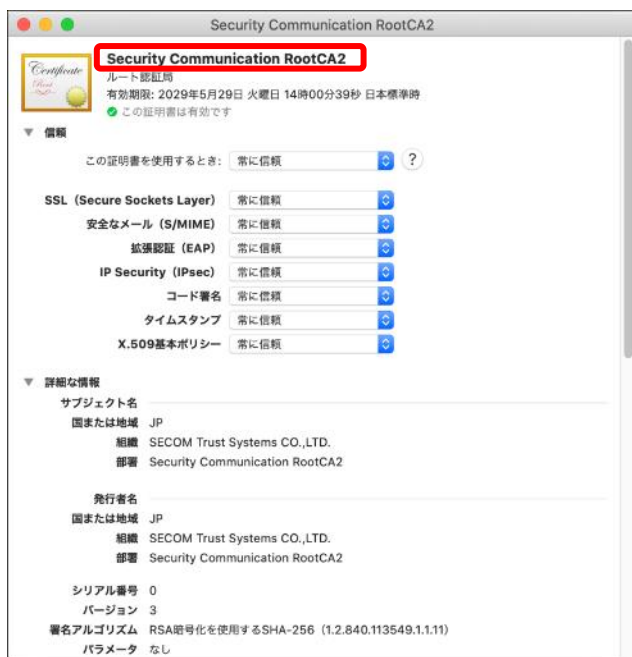 Security Communication RootCA2
Certificate
Root
Security Communication RootCA2
ルート認証局
有効期限: 2029年5月29日 火曜日 14時00分39秒 日本標準時
この証明書は有効です
▼ 信頼
この証明書を使用するとき: 常に信頼 ?
SSL（Secure Sockets Layer） 常に信頼
安全なメール（S/MIME） 常に信頼
拡張認証（EAP） 常に信頼
IP Security（IPsec） 常に信頼
コード署名 常に信頼
タイムスタンプ 常に信頼
X.509基本ポリシー 常に信頼
▼ 詳細な情報
サブジェクト名
国または地域 JP
組織 SECOM Trust Systems CO.,LTD.
部署 Security Communication RootCA2
発行者名
国または地域 JP
組織 SECOM Trust Systems CO.,LTD.
部署 Security Communication RootCA2
シリアル番号 0
バージョン 3
署名アルゴリズム RSA暗号化を使用するSHA-256（1.2.840.113549.1.1.11）
パラメータ なし